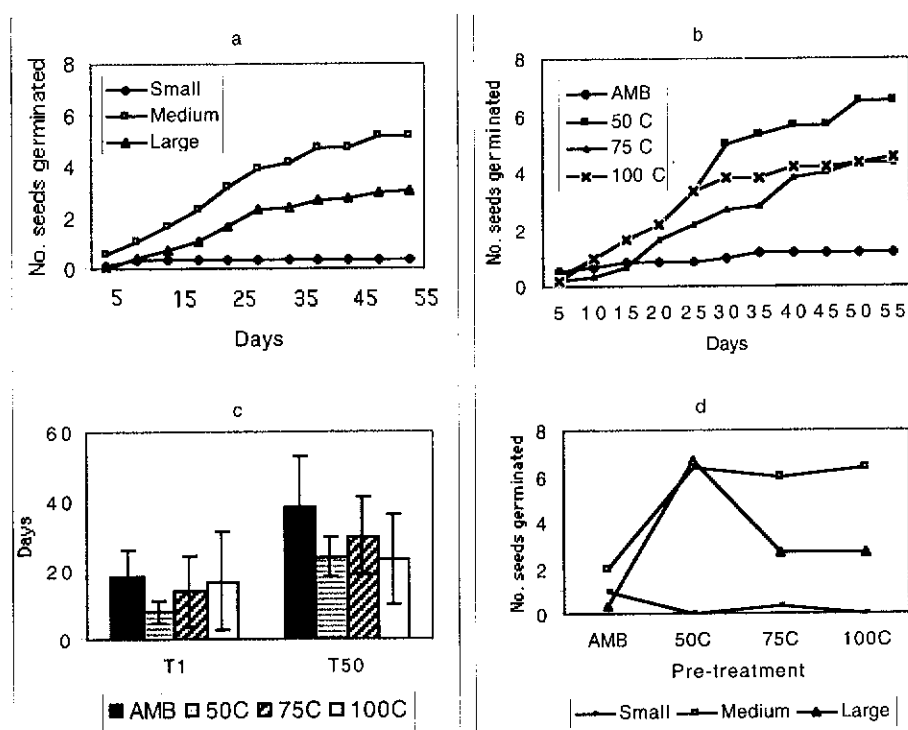 a
8
6
4
2
0
No. seeds germinated
Small
Medium
Large
5 15 25 35 45 55
Days
b
8
6
4
2
0
No. seeds germinated
AMB
50 C
75 C
100 C
5 10 15 20 25 30 35 40 45 50 55
Days
c
60
40
20
0
Days
T1 T50
AMB 50C 75C 100C
d
8
6
4
2
0
No. seeds germinated
AMB 50C 75C 100C
Pre-treatment
Small Medium Large